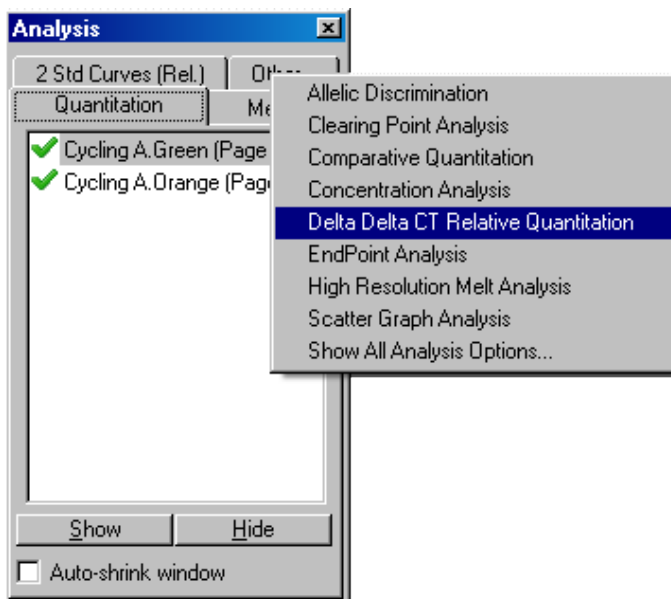 Analysis
2 Std Curves (Rel.)
Other
Quantitation
Me
Cycling A.Green (Page
Cycling A.Orange (Pag
Show
Hide
Auto-shrink window
Allelic Discrimination
Clearing Point Analysis
Comparative Quantitation
Concentration Analysis
Delta Delta CT Relative Quantitation
EndPoint Analysis
High Resolution Melt Analysis
Scatter Graph Analysis
Show All Analysis Options...